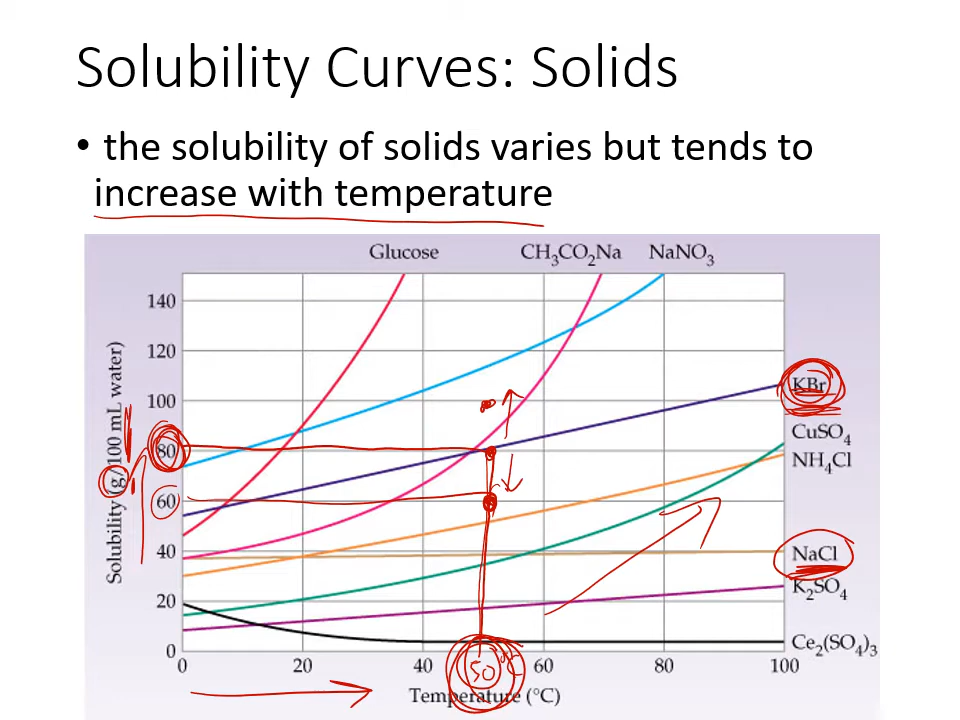 Solubility Curves: Solids
• the solubility of solids varies but tends to
increase with temperature
Glucose CH₃CO₂Na NaNO₃
Solubility (g/100 mL water)
140
120
100
80
60
40
20
0
KBr
CuSO₄
NH₄Cl
NaCl
K₂SO₄
Ce₂(SO₄)₃
0 20 40 60 80 100
50°C
Temperature (°C)